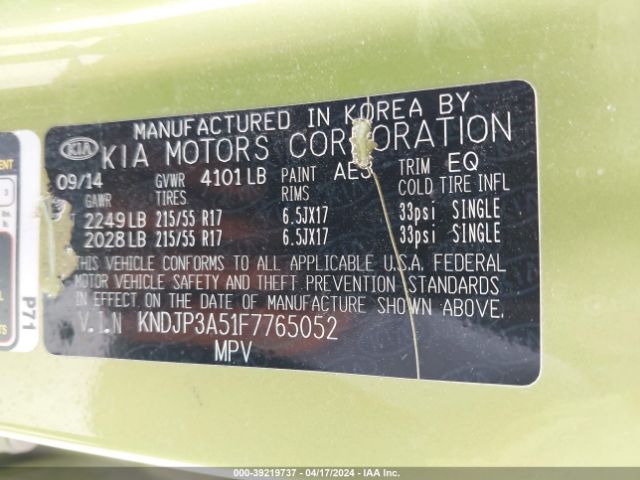 MANUFACTURED IN KOREA BY
KIA KIA MOTORS CORPORATION
09/14 GVWR 4101 LB PAINT AE3 TRIM EQ
GAWR TIRES RIMS COLD TIRE INFL
2249 LB 215/55 R17 6.5JX17 33psi SINGLE
2028 LB 215/55 R17 6.5JX17 33psi SINGLE
THIS VEHICLE CONFORMS TO ALL APPLICABLE U.S.A. FEDERAL
MOTOR VEHICLE SAFETY AND THEFT PREVENTION STANDARDS
IN EFFECT ON THE DATE OF MANUFACTURE SHOWN ABOVE.
V.I.N KNDJP3A51F7765052
MPV
P71
000-39219737 - 04/17/2024 - IAA Inc.